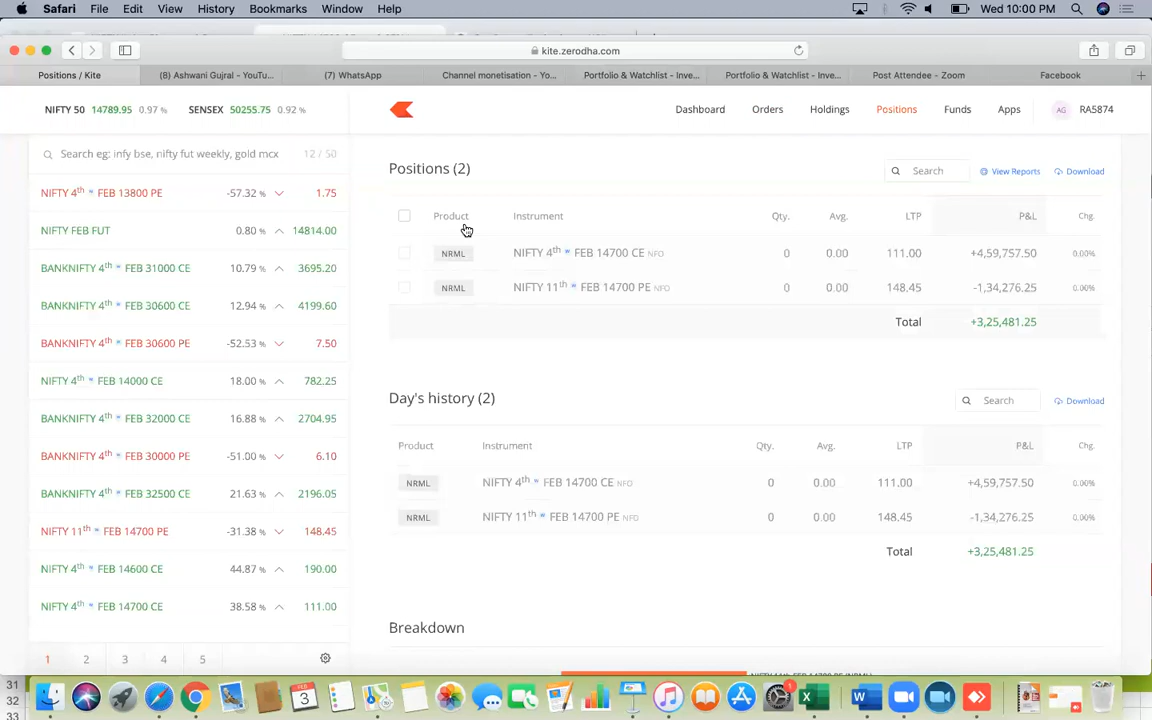 Safari File Edit View History Bookmarks Window Help Wed 10:00 PM
kite.zerodha.com
Positions / Kite (8) Ashwani Gujral - YouTu... (7) WhatsApp Channel monetisation - Yo... Portfolio & Watchlist - Inve... Portfolio & Watchlist - Inve... Post Attendee - Zoom Facebook
NIFTY 50 14789.95 0.97 % SENSEX 50255.75 0.92 % Dashboard Orders Holdings Positions Funds Apps AG RA5874
Search eg: infy bse, nifty fut weekly, gold mcx 12 / 50
NIFTY 4th w FEB 13800 PE -57.32 % 1.75
NIFTY FEB FUT 0.80 % 14814.00
BANKNIFTY 4th w FEB 31000 CE 10.79 % 3695.20
BANKNIFTY 4th w FEB 30600 CE 12.94 % 4199.60
BANKNIFTY 4th w FEB 30600 PE -52.53 % 7.50
NIFTY 4th w FEB 14000 CE 18.00 % 782.25
BANKNIFTY 4th w FEB 32000 CE 16.88 % 2704.95
BANKNIFTY 4th w FEB 30000 PE -51.00 % 6.10
BANKNIFTY 4th w FEB 32500 CE 21.63 % 2196.05
NIFTY 11th w FEB 14700 PE -31.38 % 148.45
NIFTY 4th w FEB 14600 CE 44.87 % 190.00
NIFTY 4th w FEB 14700 CE 38.58 % 111.00
1 2 3 4 5
Positions (2) Search View Reports Download
Product Instrument Qty. Avg. LTP P&L Chg.
NRML NIFTY 4th w FEB 14700 CE NFO 0 0.00 111.00 +4,59,757.50 0.00%
NRML NIFTY 11th w FEB 14700 PE NFO 0 0.00 148.45 -1,34,276.25 0.00%
Total +3,25,481.25
Day's history (2) Search Download
Product Instrument Qty. Avg. LTP P&L Chg.
NRML NIFTY 4th w FEB 14700 CE NFO 0 0.00 111.00 +4,59,757.50 0.00%
NRML NIFTY 11th w FEB 14700 PE NFO 0 0.00 148.45 -1,34,276.25 0.00%
Total +3,25,481.25
Breakdown
31
32
33
FEB
3
1